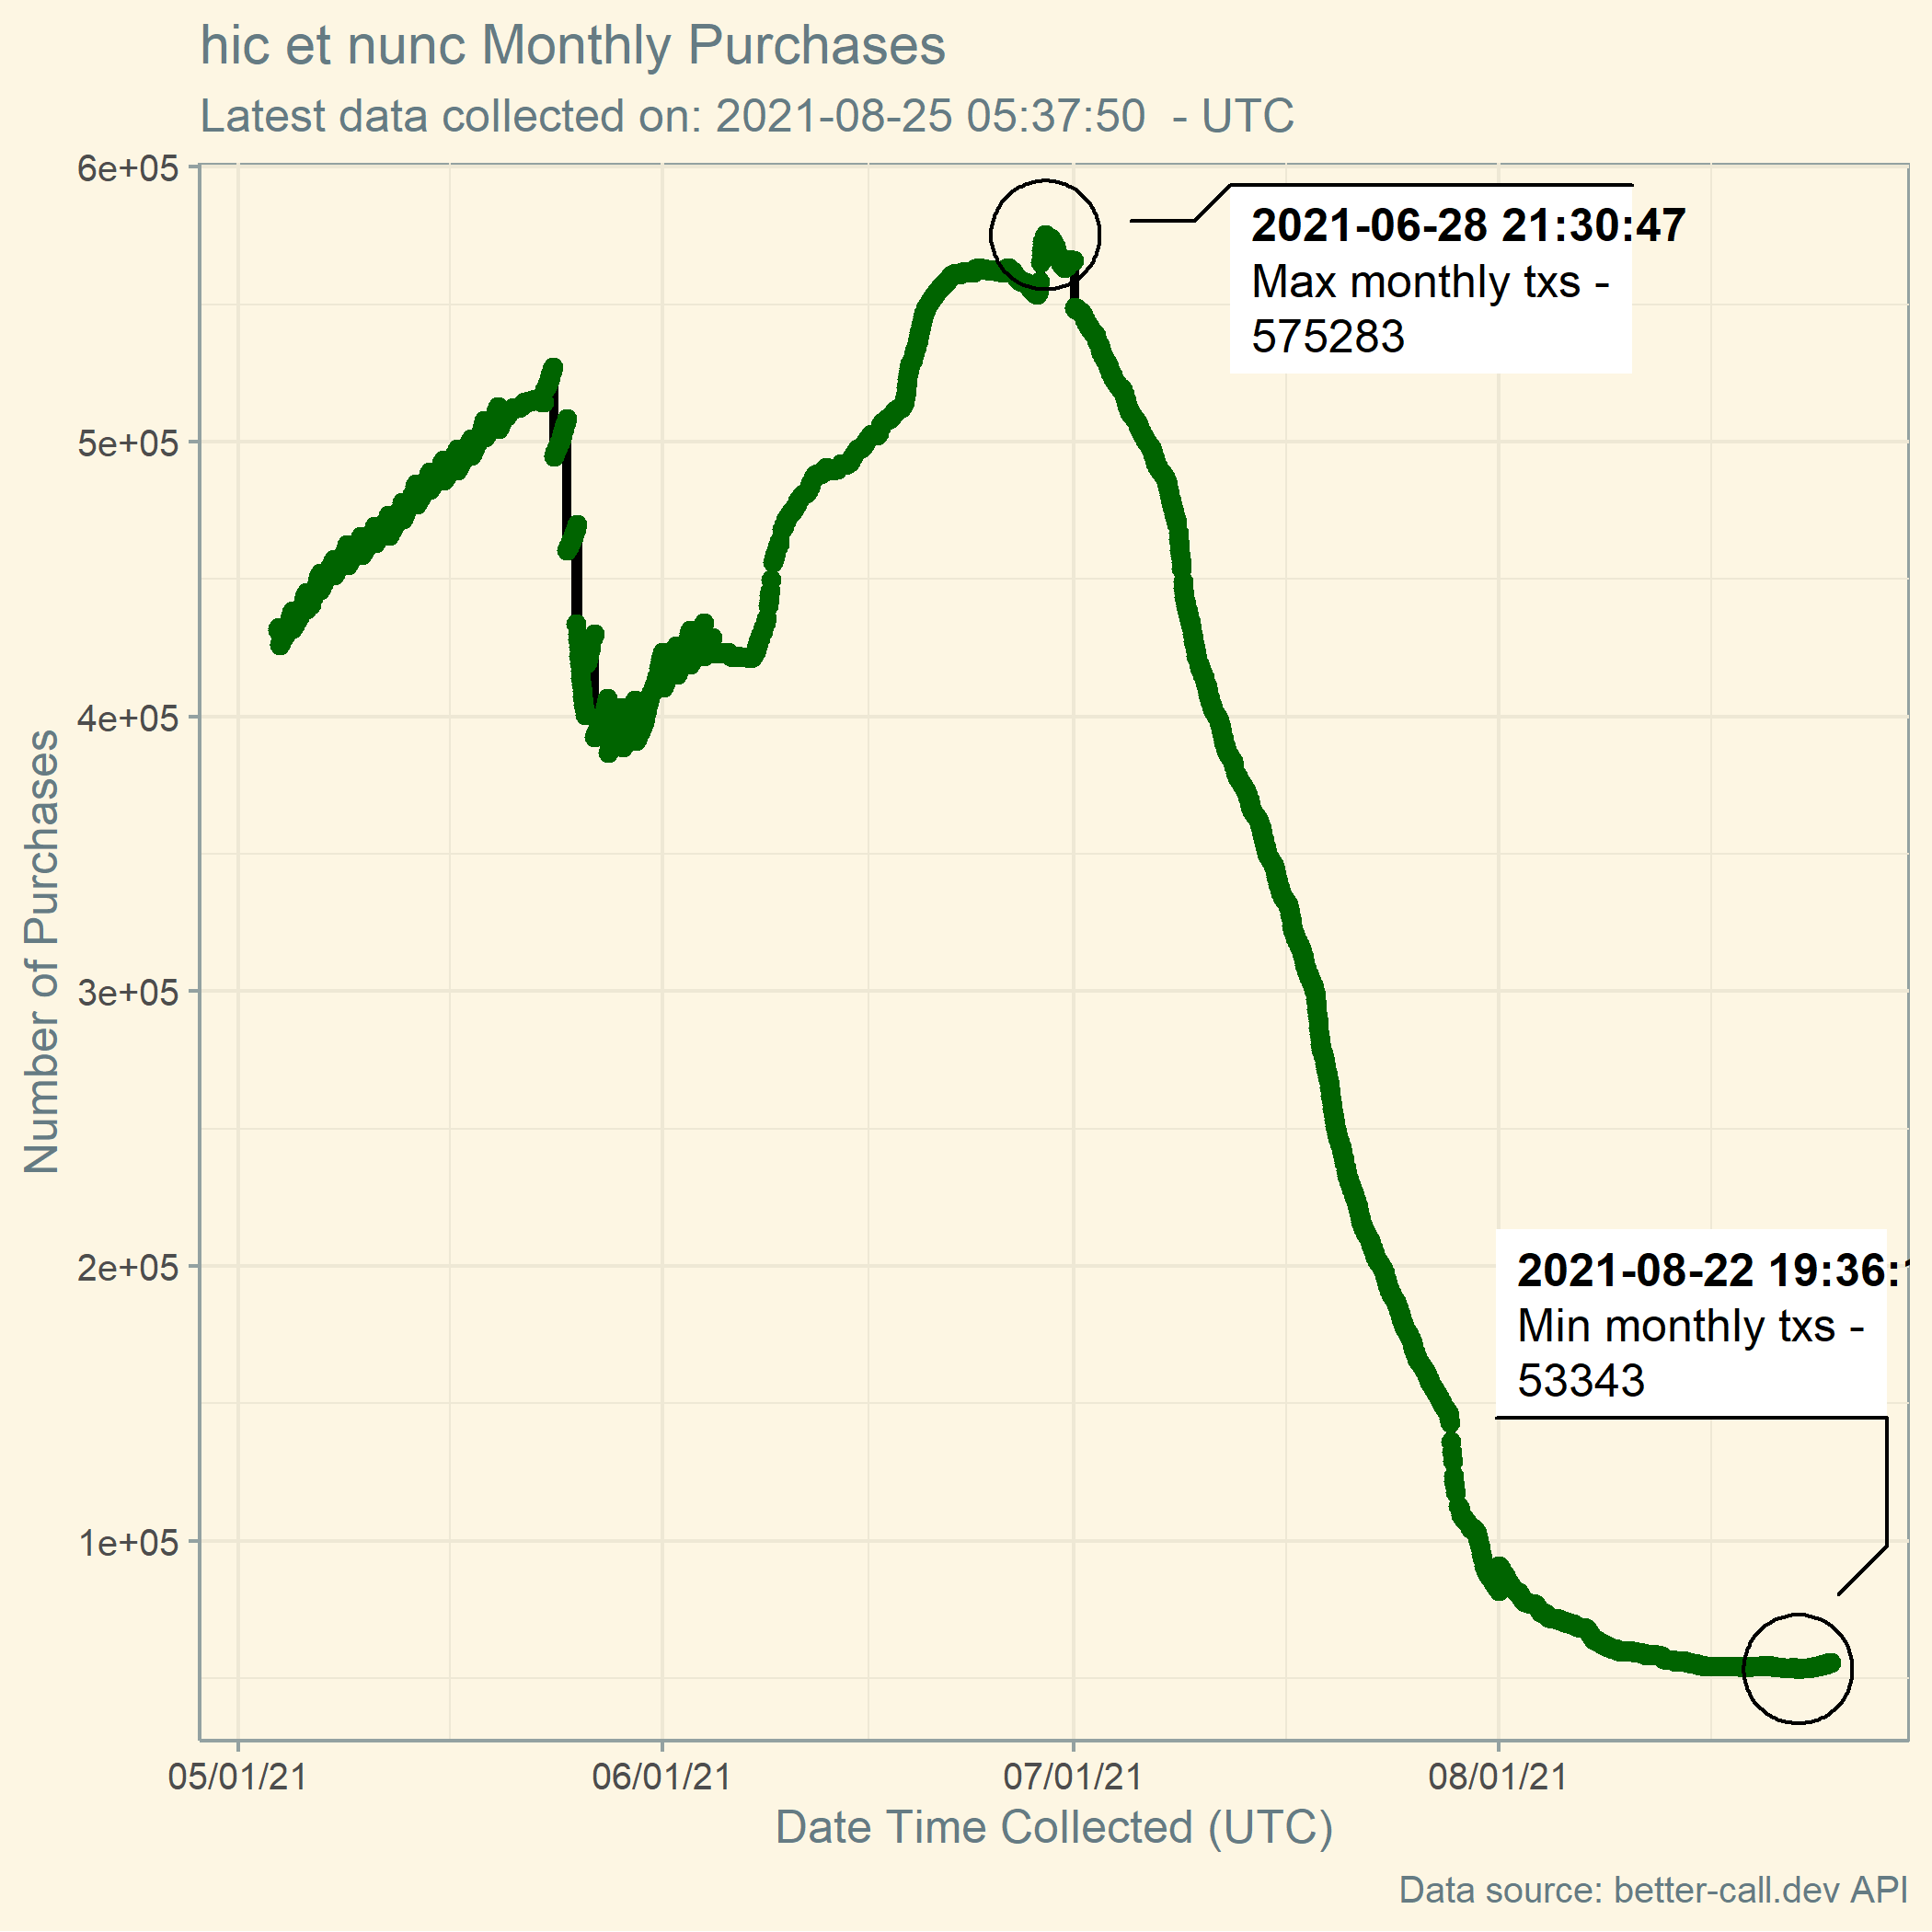 hic et nunc Monthly Purchases
Latest data collected on: 2021-08-25 05:37:50 - UTC
6e+05
5e+05
4e+05
3e+05
2e+05
1e+05
Number of Purchases
2021-06-28 21:30:47
Max monthly txs -
575283
2021-08-22 19:36:
Min monthly txs -
53343
05/01/21
06/01/21
07/01/21
08/01/21
Date Time Collected (UTC)
Data source: better-call.dev API